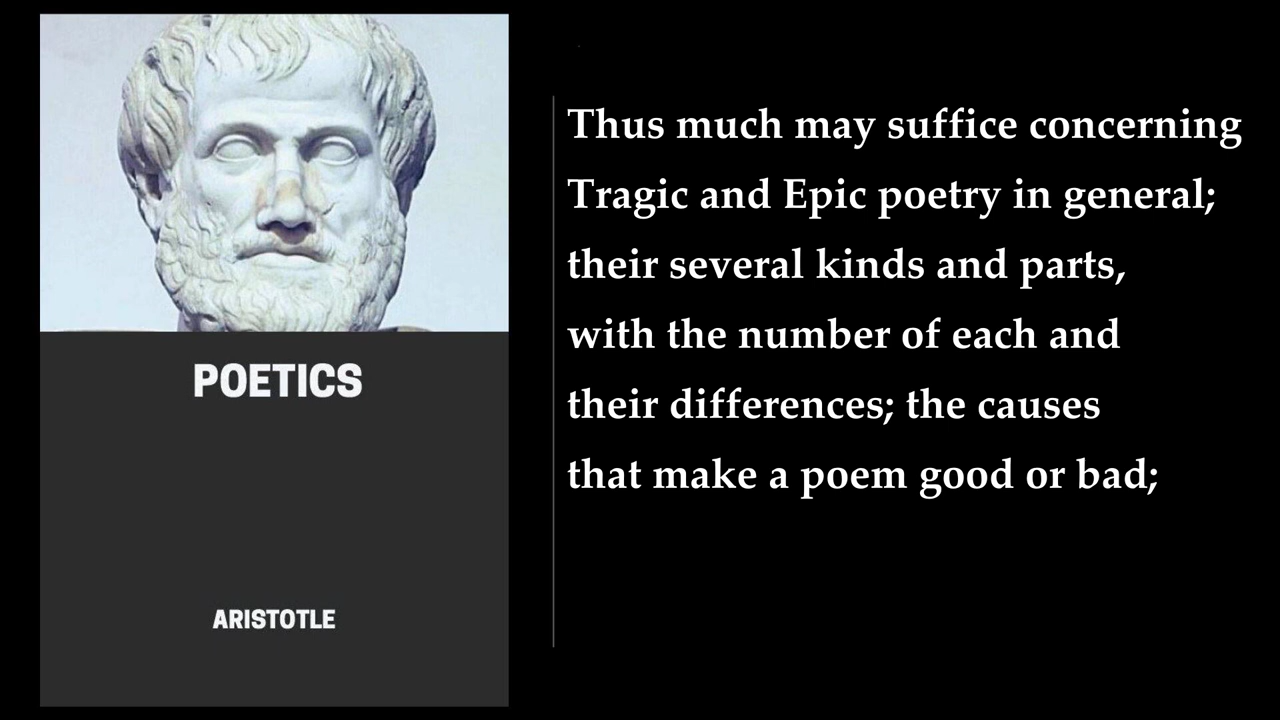 POETICS
ARISTOTLE
Thus much may suffice concerning
Tragic and Epic poetry in general;
their several kinds and parts,
with the number of each and
their differences; the causes
that make a poem good or bad;